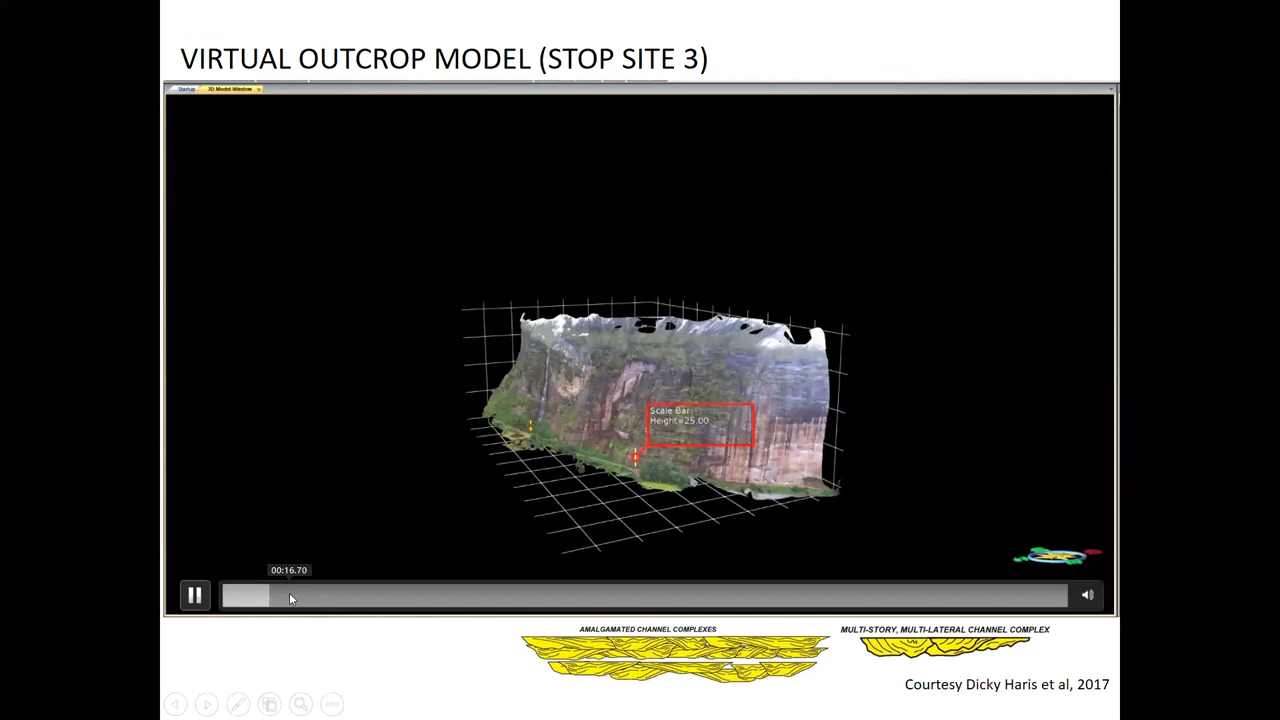 VIRTUAL OUTCROP MODEL (STOP SITE 3)
Startup 3D Model Window
Scale Bar
Height=25.00
00:16.70
AMALGAMATED CHANNEL COMPLEXES
MULTI-STORY, MULTI-LATERAL CHANNEL COMPLEX
Courtesy Dicky Haris et al, 2017